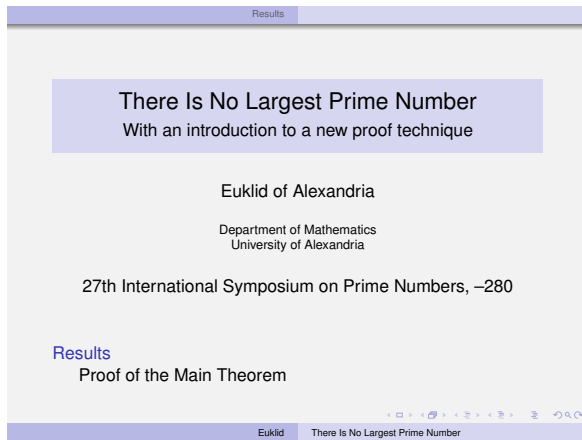 Results
There Is No Largest Prime Number
With an introduction to a new proof technique
Euklid of Alexandria
Department of Mathematics
University of Alexandria
27th International Symposium on Prime Numbers, –280
Results
Proof of the Main Theorem
Euklid There Is No Largest Prime Number